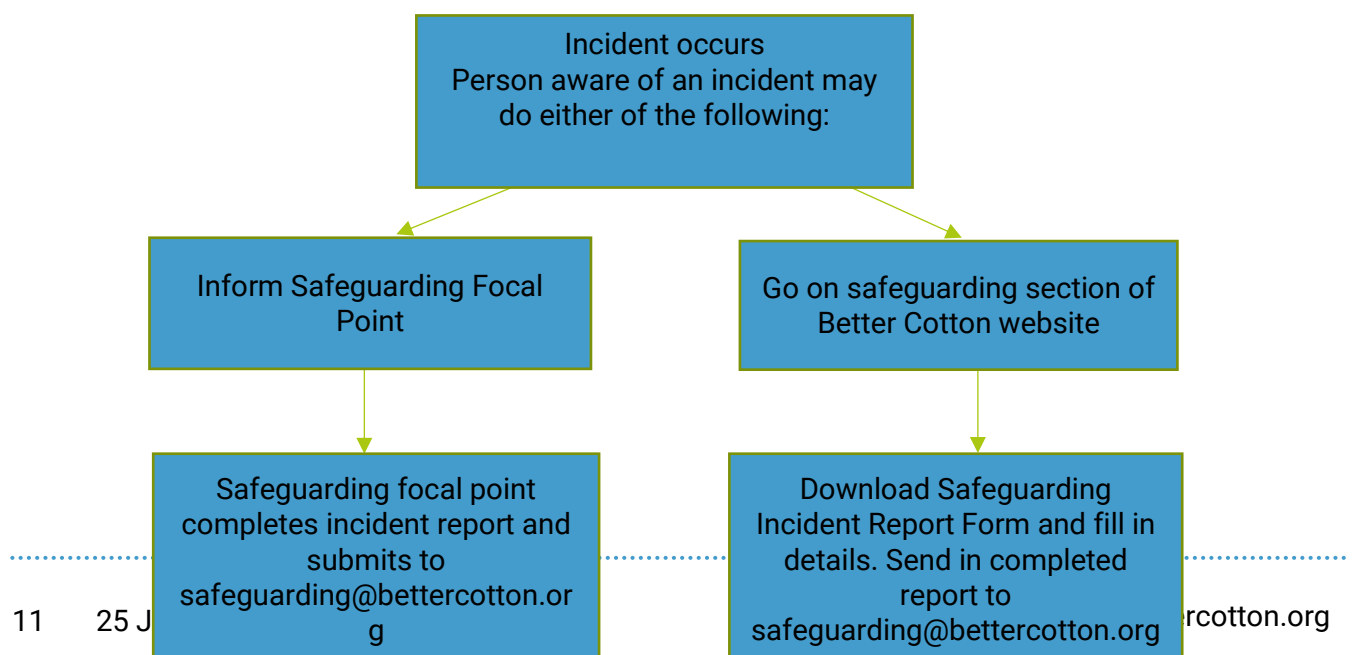 Incident occurs
Person aware of an incident may
do either of the following:
Inform Safeguarding Focal
Point
Go on safeguarding section of
Better Cotton website
Safeguarding focal point
completes incident report and
submits to
safeguarding@bettercotton.or
g
Download Safeguarding
Incident Report Form and fill in
details. Send in completed
report to
safeguarding@bettercotton.org
11 25 J
rcotton.org